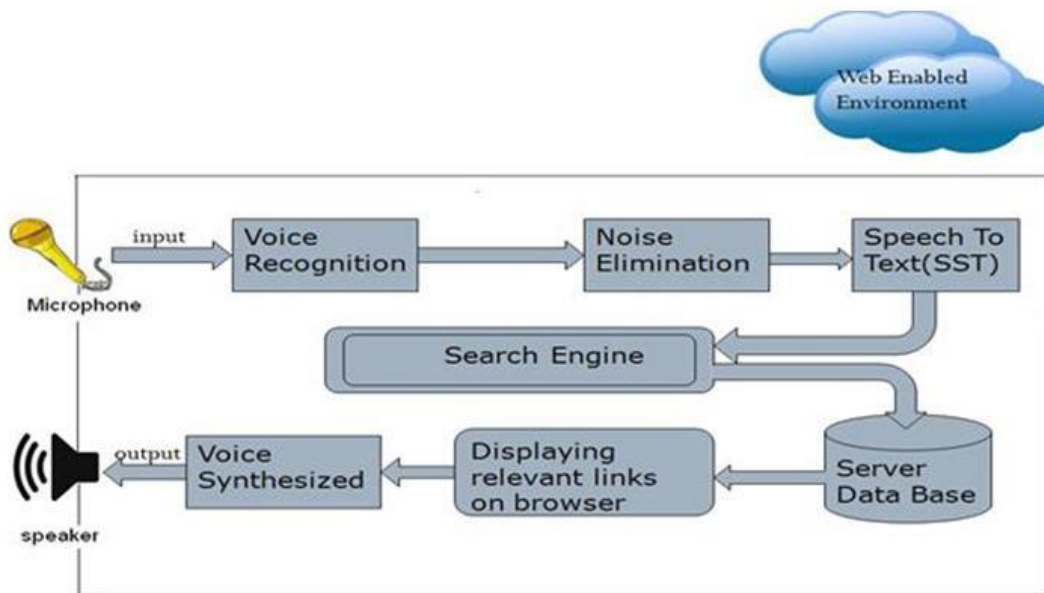 Web Enabled
Environment
input
Voice
Recognition
Noise
Elimination
Speech To
Text(SST)
Microphone
Search Engine
output
Voice
Synthesized
Displaying
relevant links
on browser
Server
Data Base
speaker